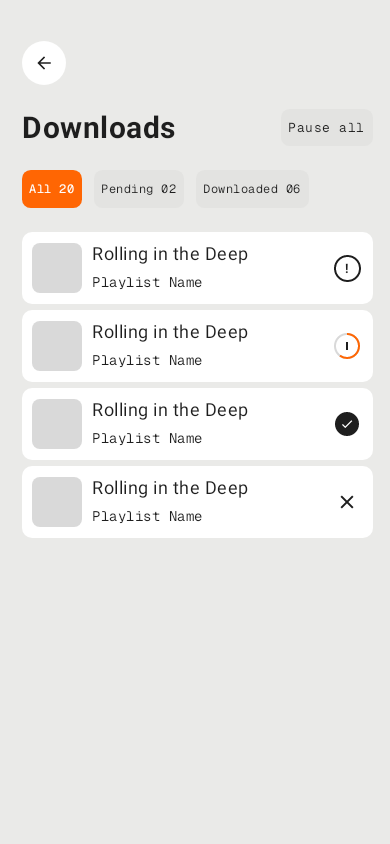 Downloads
Pause all
All 20
Pending 02
Downloaded 06
Rolling in the Deep
Playlist Name
!
Rolling in the Deep
Playlist Name
Rolling in the Deep
Playlist Name
Rolling in the Deep
Playlist Name